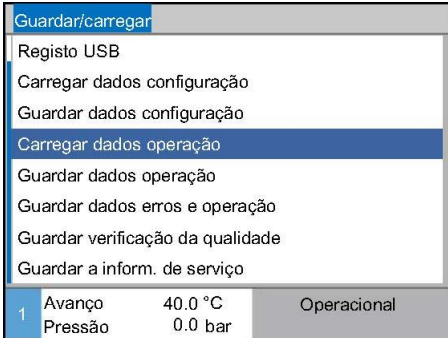 Guardar/carregar
Registo USB
Carregar dados configuração
Guardar dados configuração
Carregar dados operação
Guardar dados operação
Guardar dados erros e operação
Guardar verificação da qualidade
Guardar a inform. de serviço
1 Avanço 40.0 °C Operacional
Pressão 0.0 bar